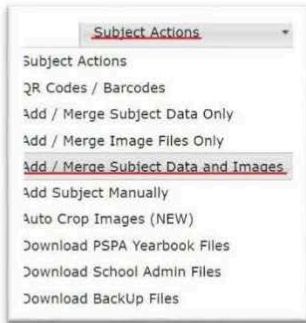 Subject Actions
Subject Actions
QR Codes / Barcodes
Add / Merge Subject Data Only
Add / Merge Image Files Only
Add / Merge Subject Data and Images
Add Subject Manually
Auto Crop Images (NEW)
Download PSPA Yearbook Files
Download School Admin Files
Download BackUp Files